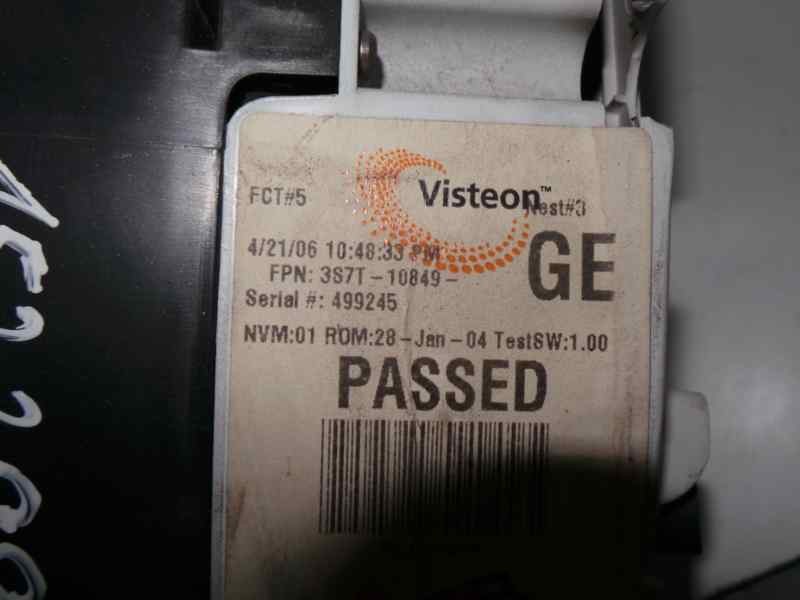 Visteon™
FCT#5 Nest#3
4/21/06 10:48:33 PM
FPN: 3S7T-10849- GE
Serial #: 499245
NVM:01 ROM:28-Jan-04 TestSW:1.00
PASSED